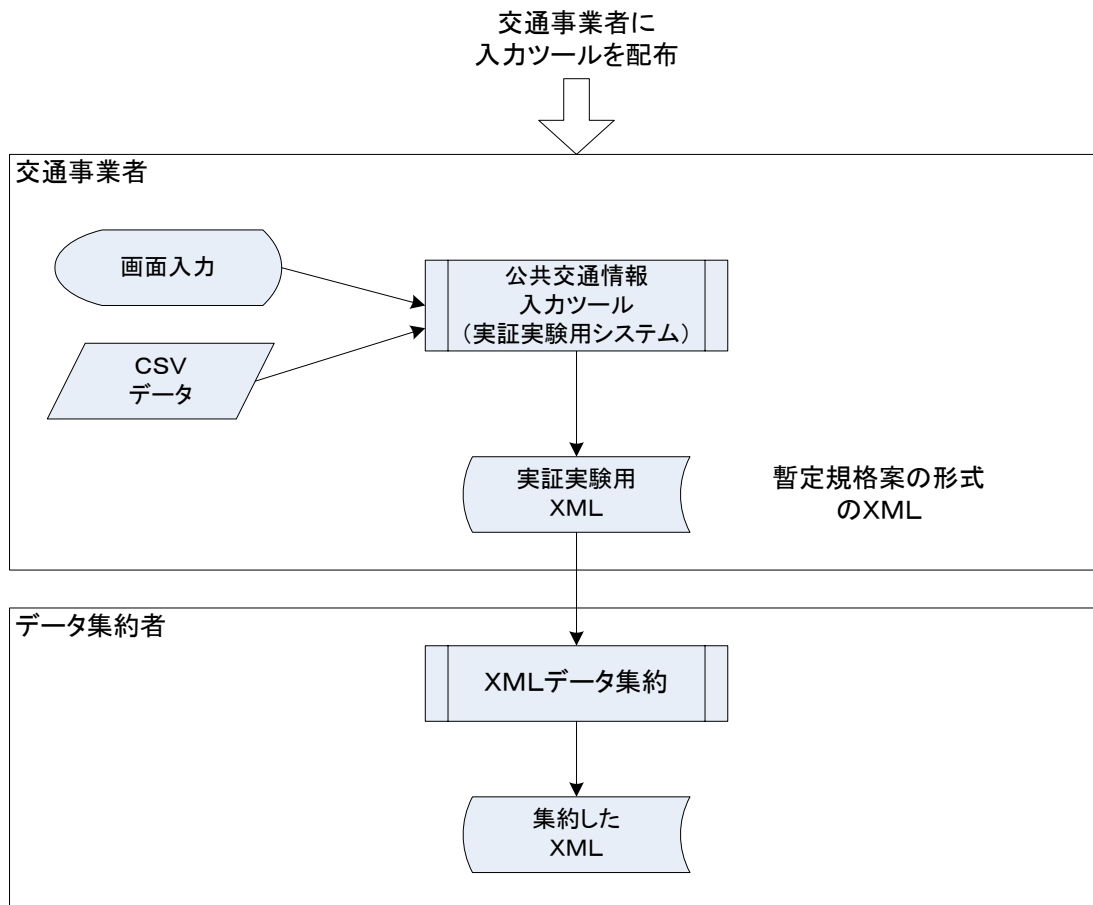 交通事業者に
入力ツールを配布
交通事業者
画面入力
公共交通情報
入力ツール
（実証実験用システム）
ＣＳＶ
データ
実証実験用
ＸＭＬ
暫定規格案の形式
のＸＭＬ
データ集約者
ＸＭＬデータ集約
集約した
ＸＭＬ